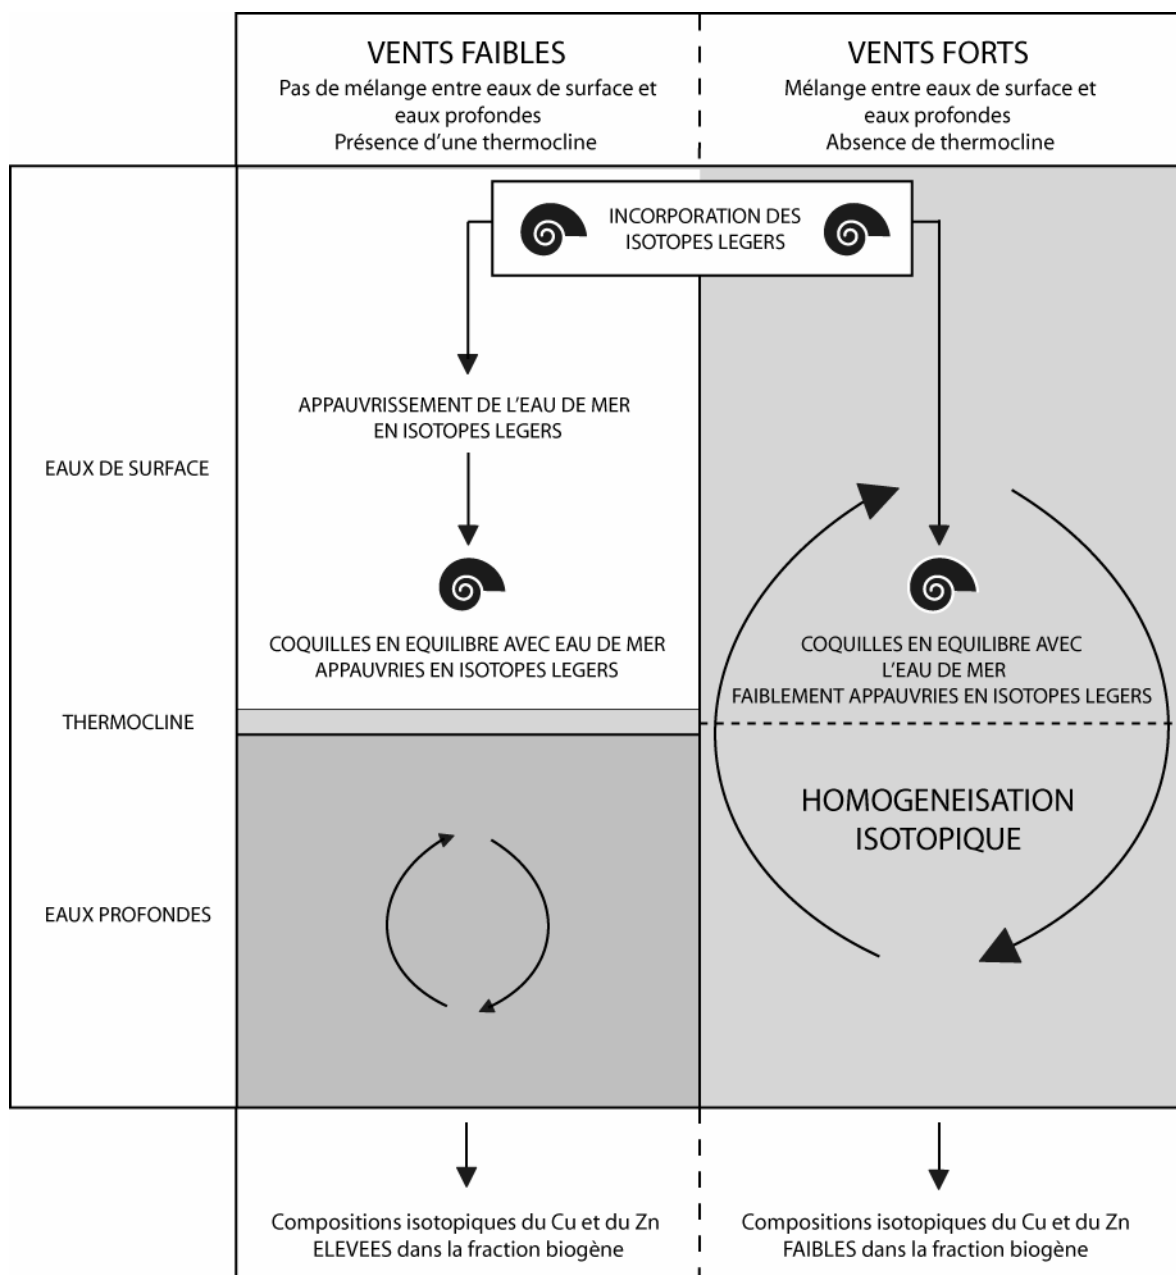 VENTS FAIBLES
Pas de mélange entre eaux de surface et
eaux profondes
Présence d'une thermocline
VENTS FORTS
Mélange entre eaux de surface et
eaux profondes
Absence de thermocline
INCORPORATION DES
ISOTOPES LEGERS
APPAUVRISSEMENT DE L'EAU DE MER
EN ISOTOPES LEGERS
EAUX DE SURFACE
COQUILLES EN EQUILIBRE AVEC EAU DE MER
APPAUVRIES EN ISOTOPES LEGERS
COQUILLES EN EQUILIBRE AVEC
L'EAU DE MER
FAIBLEMENT APPAUVRIES EN ISOTOPES LEGERS
THERMOCLINE
HOMOGENEISATION
ISOTOPIQUE
EAUX PROFONDES
Compositions isotopiques du Cu et du Zn
ELEVEES dans la fraction biogène
Compositions isotopiques du Cu et du Zn
FAIBLES dans la fraction biogène